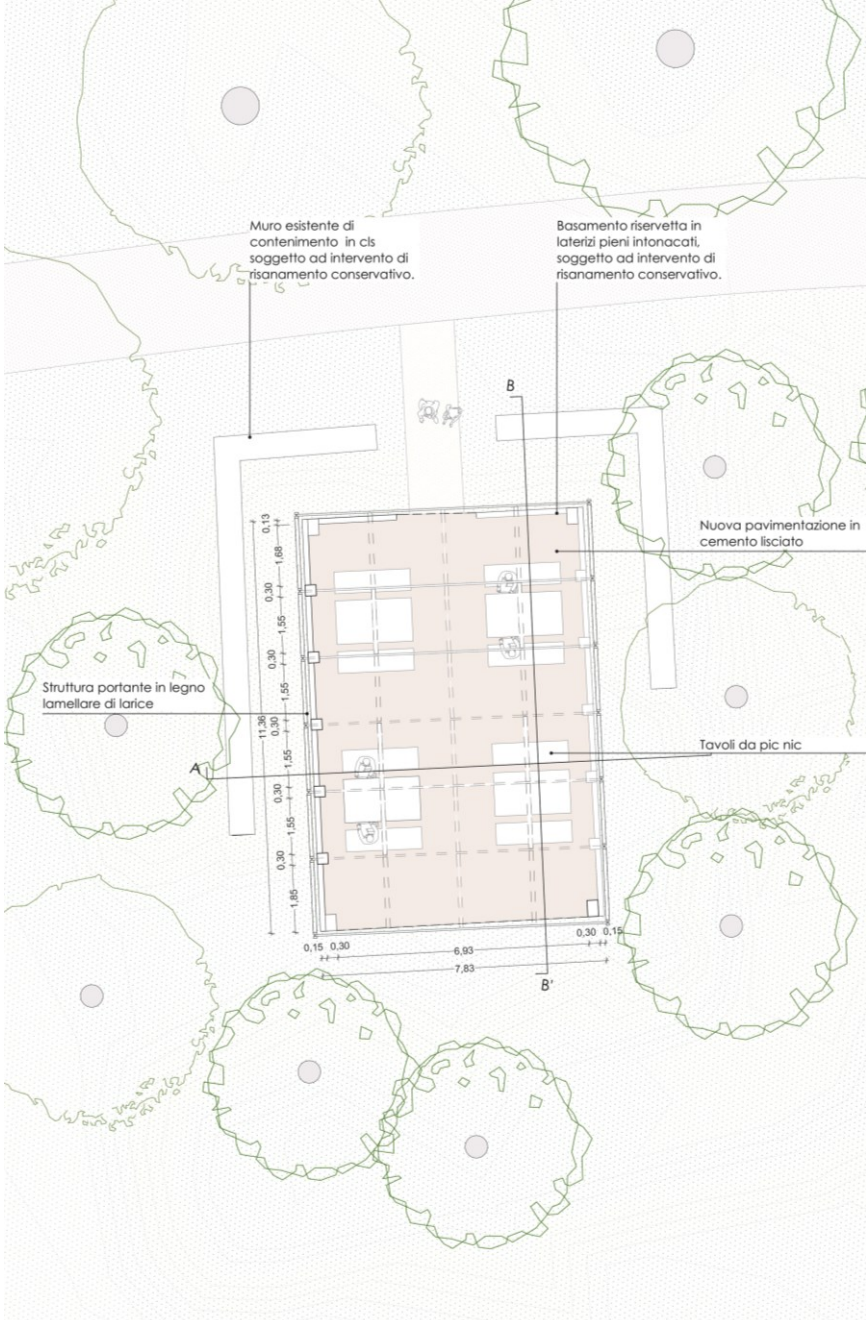 Muro esistente di
contenimento in cls
soggetto ad intervento di
risanamento conservativo.
Basamento riservetta in
laterizi pieni intonacati,
soggetto ad intervento di
risanamento conservativo.
B
Nuova pavimentazione in
cemento lisciato
Struttura portante in legno
lamellare di larice
Tavoli da pic nic
A
0,13
1,68
0,30
1,55
0,30
1,55
0,30
1,55
0,30
1,55
0,30
1,85
11,36
0,15 0,30
6,93
0,30 0,15
7,83
B'